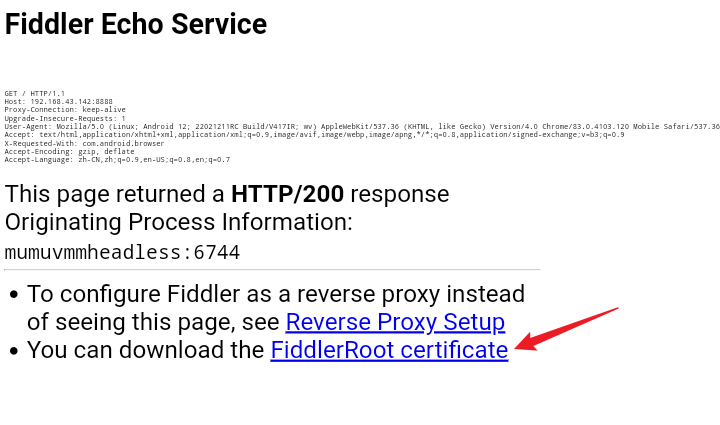 Fiddler Echo Service
GET / HTTP/1.1
Host: 192.168.43.142:8888
Proxy-Connection: keep-alive
Upgrade-Insecure-Requests: 1
User-Agent: Mozilla/5.0 (Linux; Android 12; 22021211RC Build/V417IR; wv) AppleWebKit/537.36 (KHTML, like Gecko) Version/4.0 Chrome/83.0.4103.120 Mobile Safari/537.36
Accept: text/html,application/xhtml+xml,application/xml;q=0.9,image/avif,image/webp,image/apng,*/*;q=0.8,application/signed-exchange;v=b3;q=0.9
X-Requested-With: com.android.browser
Accept-Encoding: gzip, deflate
Accept-Language: zh-CN,zh;q=0.9,en-US;q=0.8,en;q=0.7
This page returned a HTTP/200 response
Originating Process Information:
mumuvmmheadless:6744
• To configure Fiddler as a reverse proxy instead
of seeing this page, see Reverse Proxy Setup
• You can download the FiddlerRoot certificate